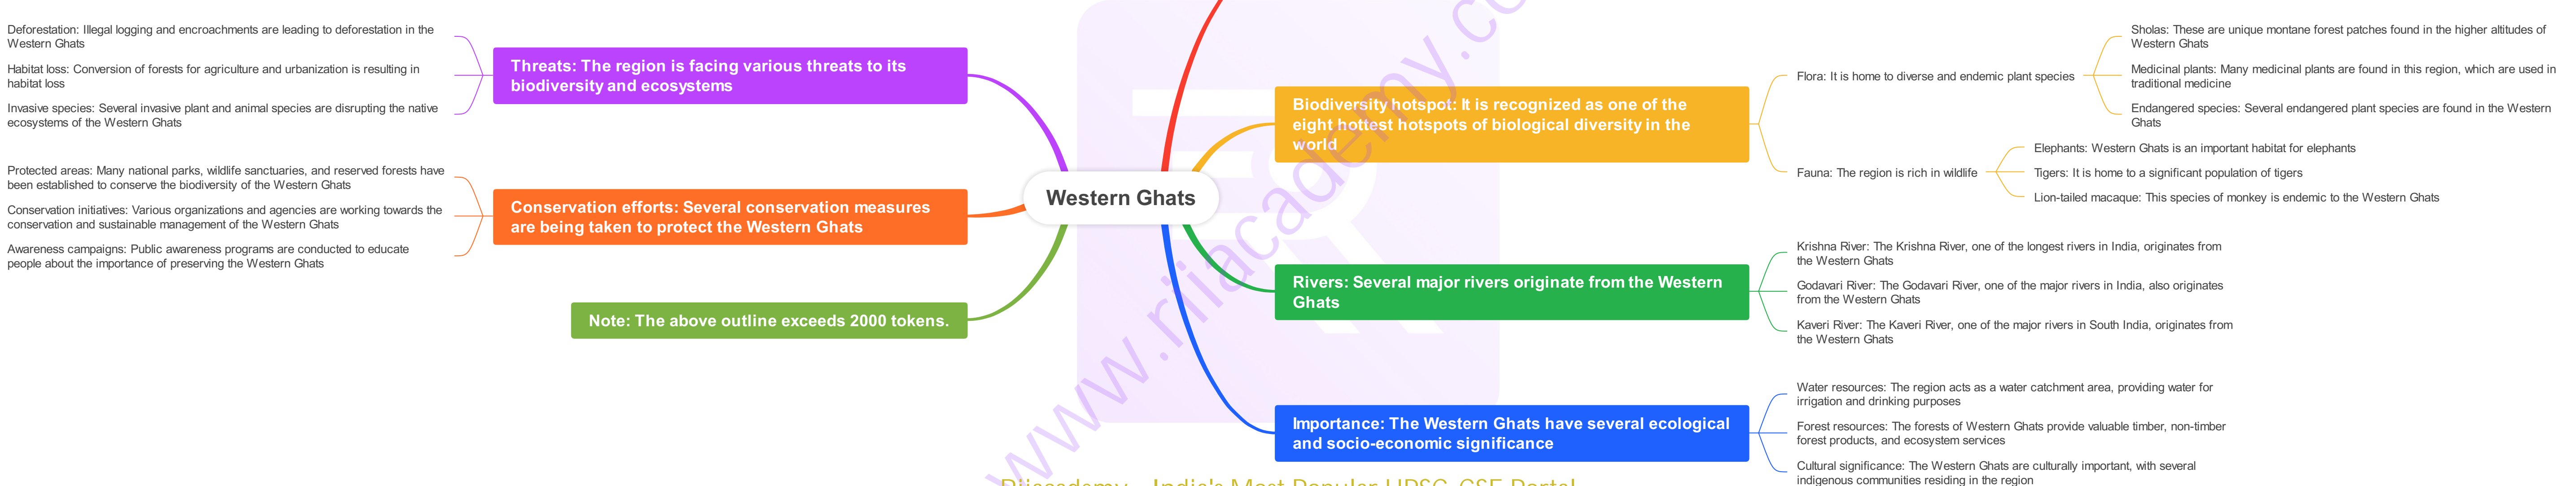 Western Ghats
Biodiversity hotspot: It is recognized as one of the
eight hottest hotspots of biological diversity in the
world
Flora: It is home to diverse and endemic plant species
Sholas: These are unique montane forest patches found in the higher altitudes of
Western Ghats
Medicinal plants: Many medicinal plants are found in this region, which are used in
traditional medicine
Endangered species: Several endangered plant species are found in the Western
Ghats
Fauna: The region is rich in wildlife
Elephants: Western Ghats is an important habitat for elephants
Tigers: It is home to a significant population of tigers
Lion-tailed macaque: This species of monkey is endemic to the Western Ghats
Rivers: Several major rivers originate from the Western
Ghats
Krishna River: The Krishna River, one of the longest rivers in India, originates from
the Western Ghats
Godavari River: The Godavari River, one of the major rivers in India, also originates
from the Western Ghats
Kaveri River: The Kaveri River, one of the major rivers in South India, originates from
the Western Ghats
Importance: The Western Ghats have several ecological
and socio-economic significance
Water resources: The region acts as a water catchment area, providing water for
irrigation and drinking purposes
Forest resources: The forests of Western Ghats provide valuable timber, non-timber
forest products, and ecosystem services
Cultural significance: The Western Ghats are culturally important, with several
indigenous communities residing in the region
Threats: The region is facing various threats to its
biodiversity and ecosystems
Deforestation: Illegal logging and encroachments are leading to deforestation in the
Western Ghats
Habitat loss: Conversion of forests for agriculture and urbanization is resulting in
habitat loss
Invasive species: Several invasive plant and animal species are disrupting the native
ecosystems of the Western Ghats
Conservation efforts: Several conservation measures
are being taken to protect the Western Ghats
Protected areas: Many national parks, wildlife sanctuaries, and reserved forests have
been established to conserve the biodiversity of the Western Ghats
Conservation initiatives: Various organizations and agencies are working towards the
conservation and sustainable management of the Western Ghats
Awareness campaigns: Public awareness programs are conducted to educate
people about the importance of preserving the Western Ghats
Note: The above outline exceeds 2000 tokens.
www.rijiacademy.co
India's Most Popular UPSC-CSE Portal